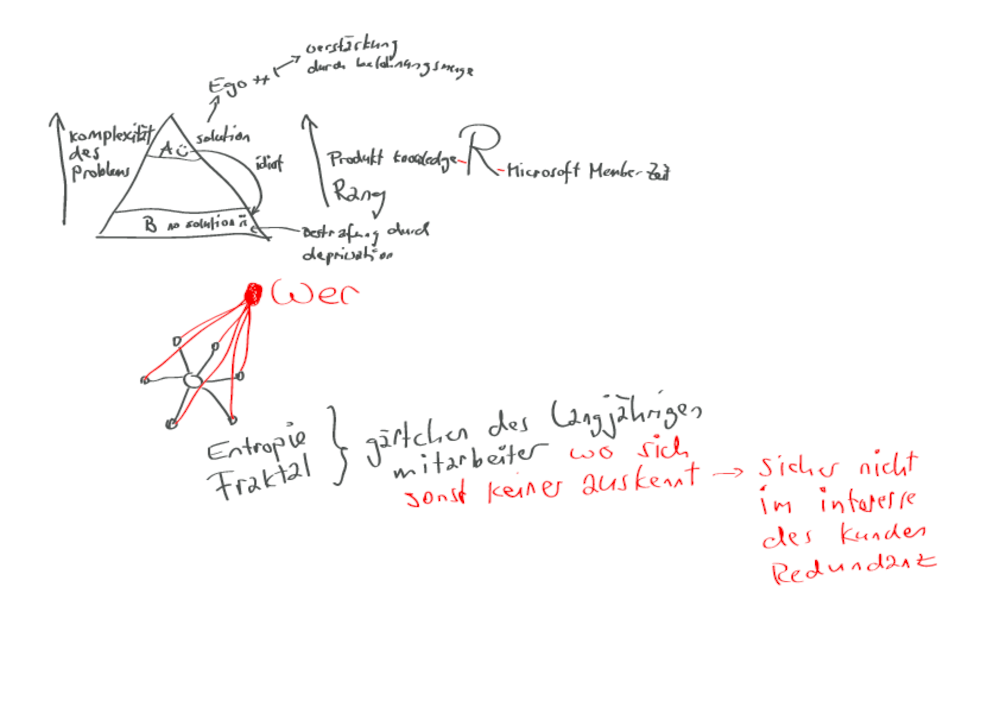 verstärkung
durch belohnungsmenge
Ego ++
komplexität
des
Problems
A
solution
idiot
B no solution
Bestrafung durch
deprivation
Produkt knowledge - R - Microsoft Member Zeit
Rang
Wer
Entropie
Fraktal
gärtchen des langjährigen
mitarbeiter wo sich
sonst keiner auskennt → sicher nicht
im interesse
des kunden
Redundanz